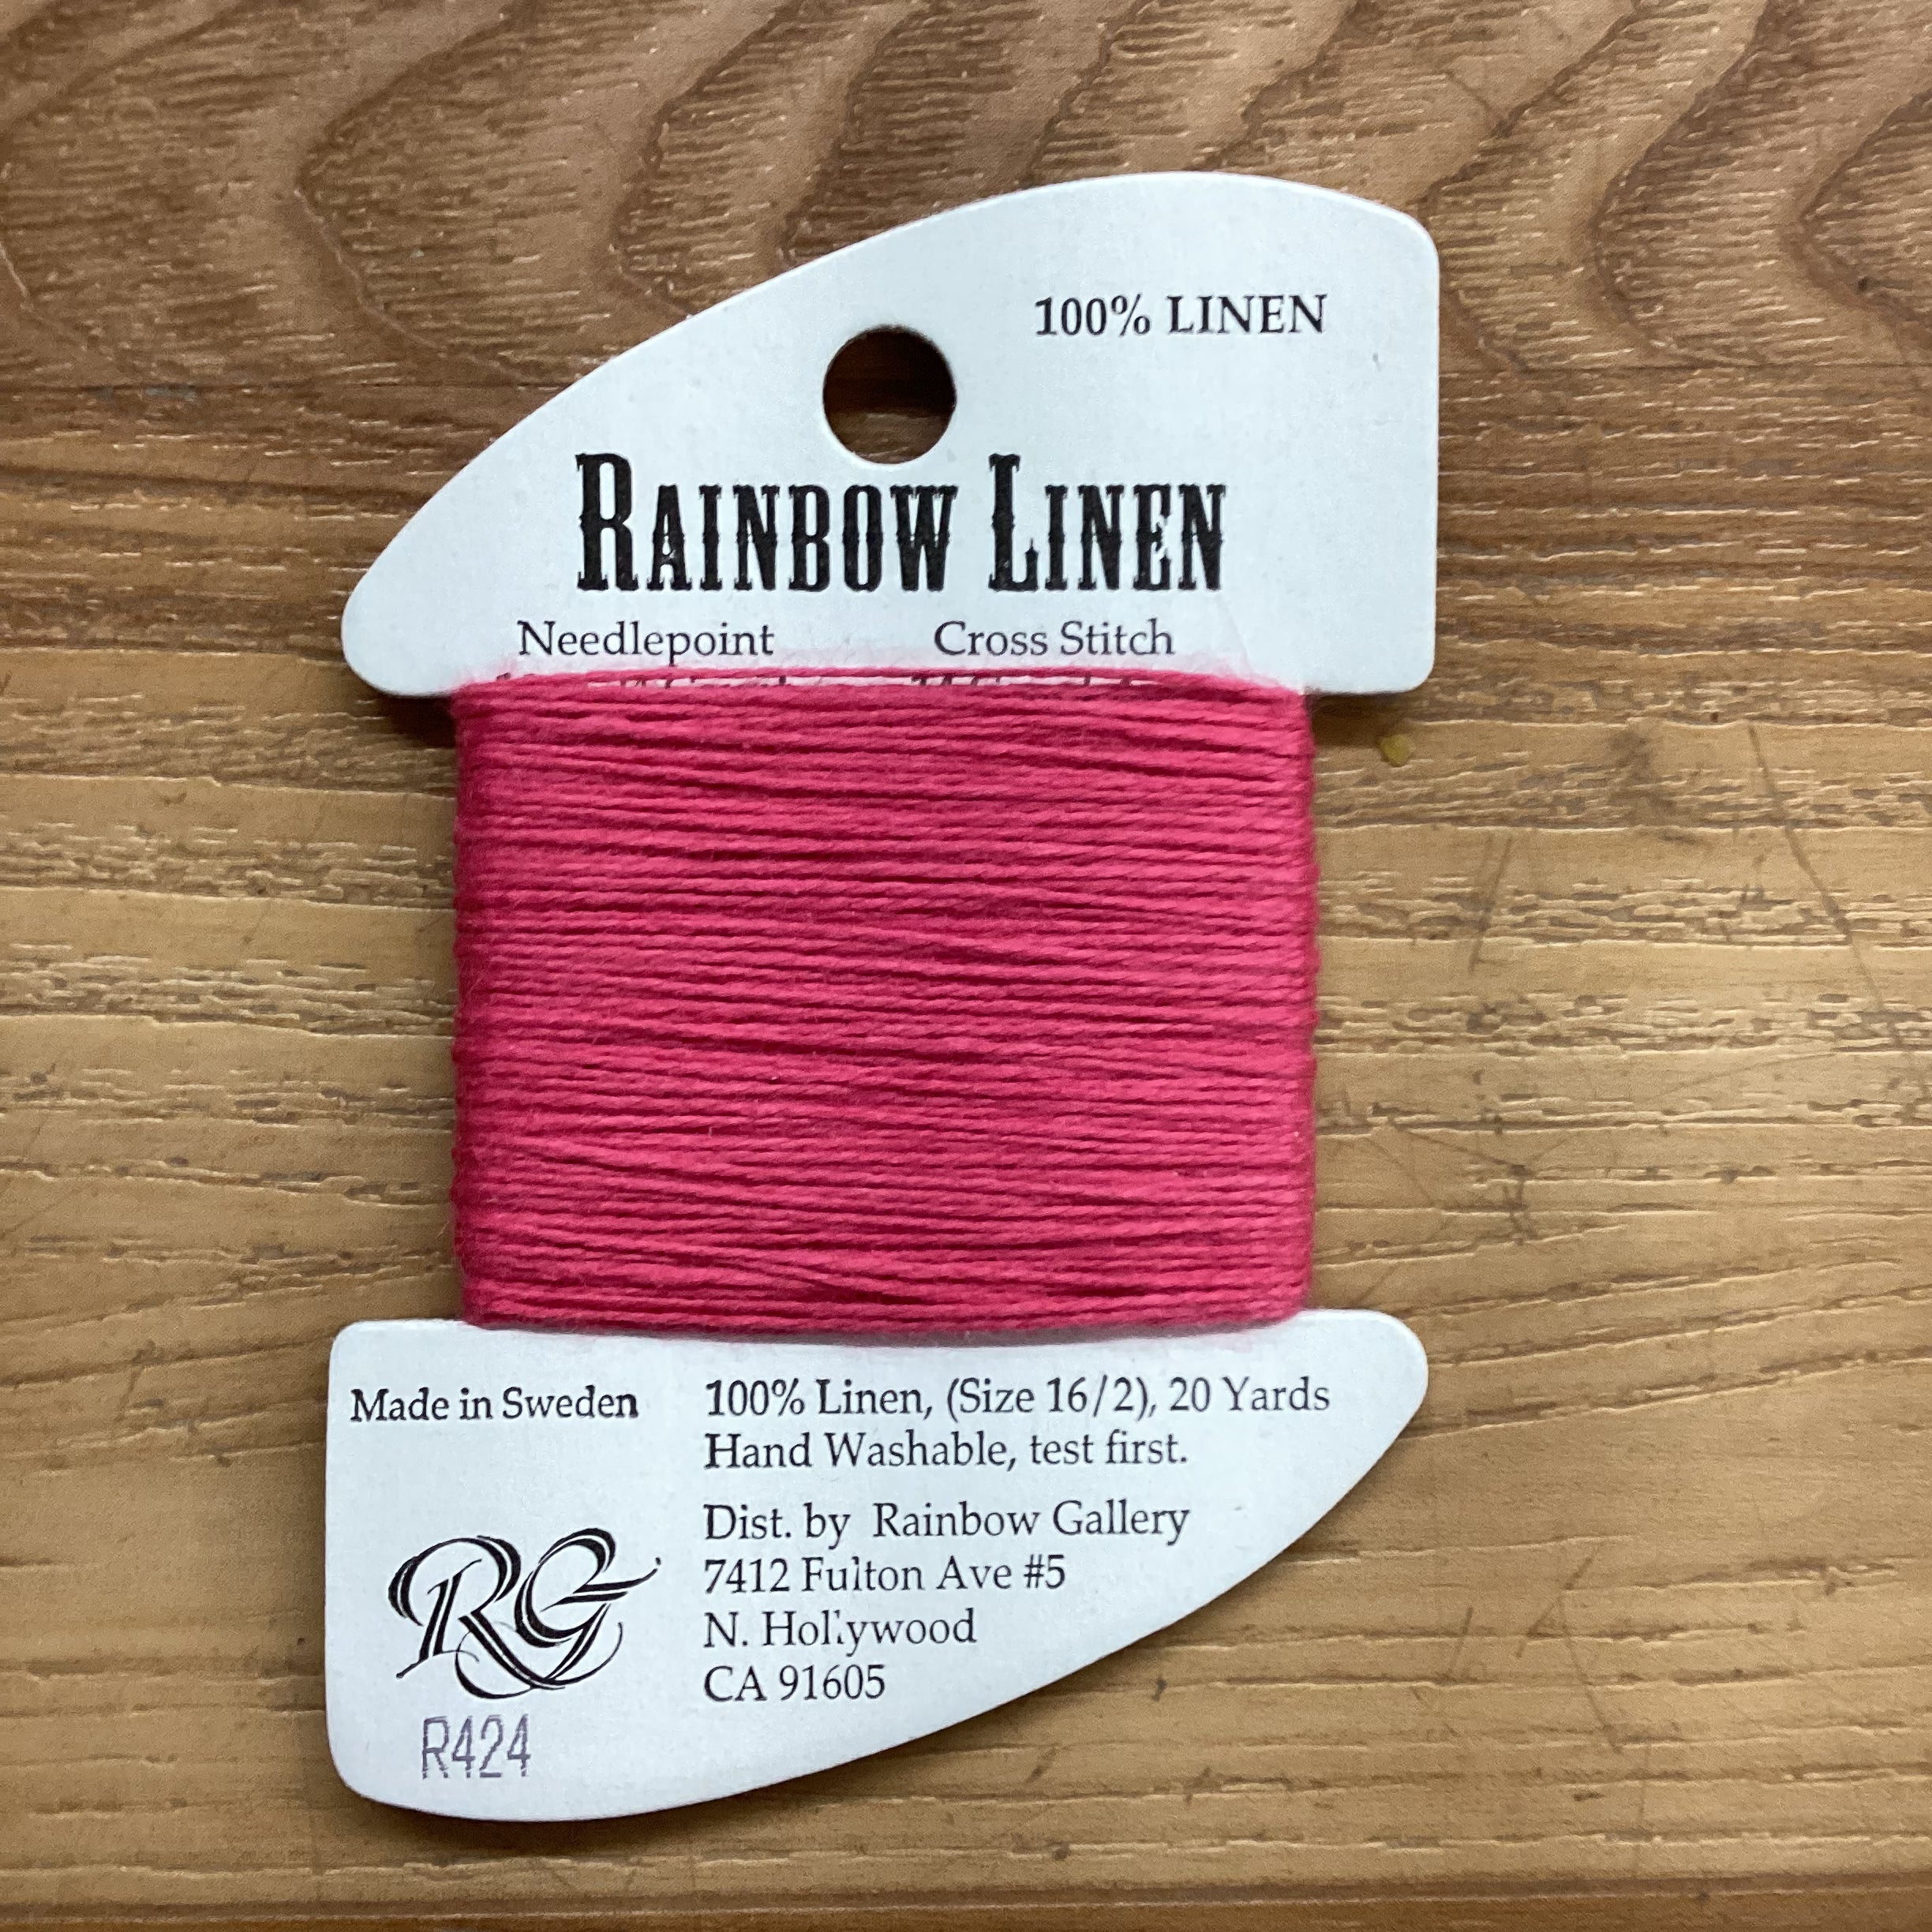 100% LINEN
RAINBOW LINEN
Needlepoint Cross Stitch
Made in Sweden
100% Linen, (Size 16/2), 20 Yards
Hand Washable, test first.
Dist. by Rainbow Gallery
7412 Fulton Ave #5
N. Hollywood
CA 91605
RG
R424